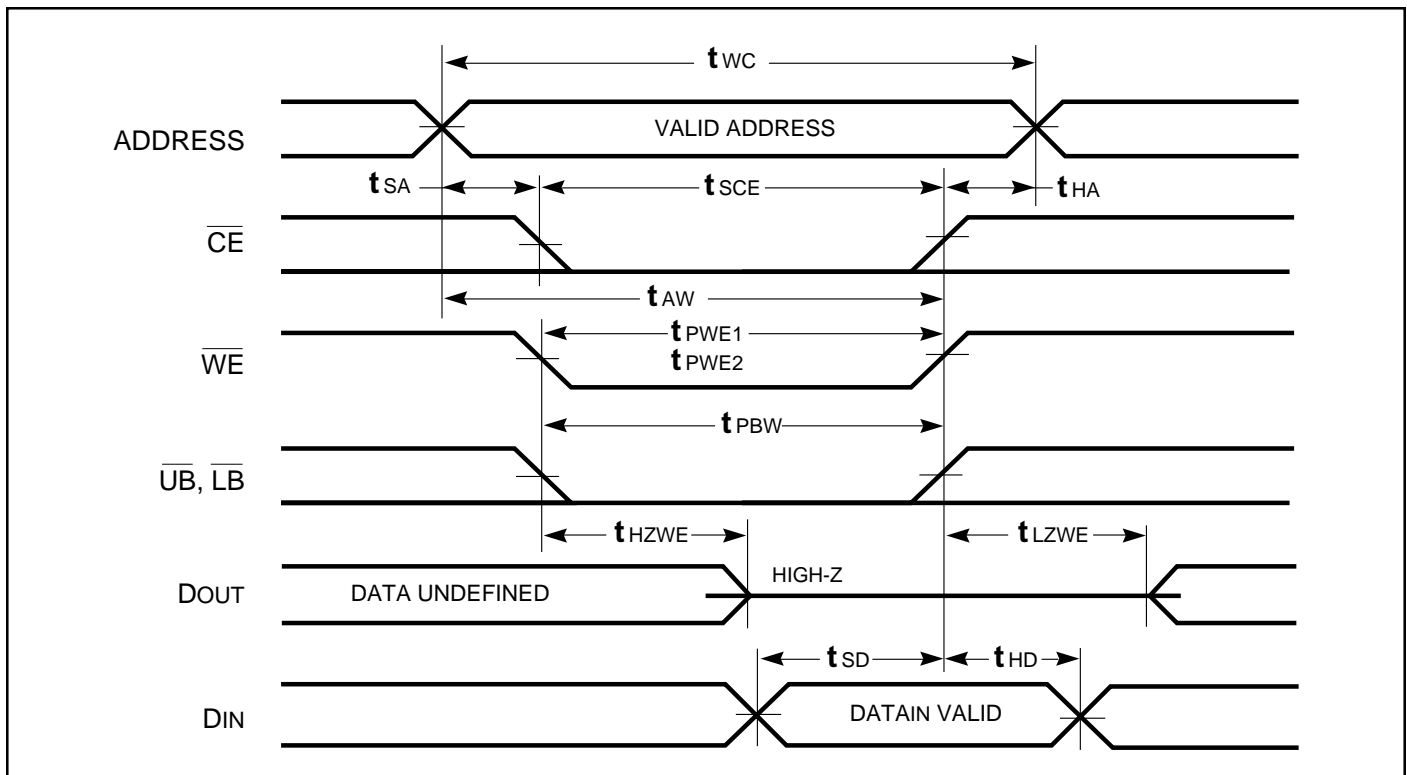 tWC
ADDRESS
VALID ADDRESS
tSA
tSCE
tHA
CE
tAW
tPWE1
WE
tPWE2
tPBW
UB, LB
tHZWE
tLZWE
DOUT
DATA UNDEFINED
HIGH-Z
tSD
tHD
DIN
DATAIN VALID